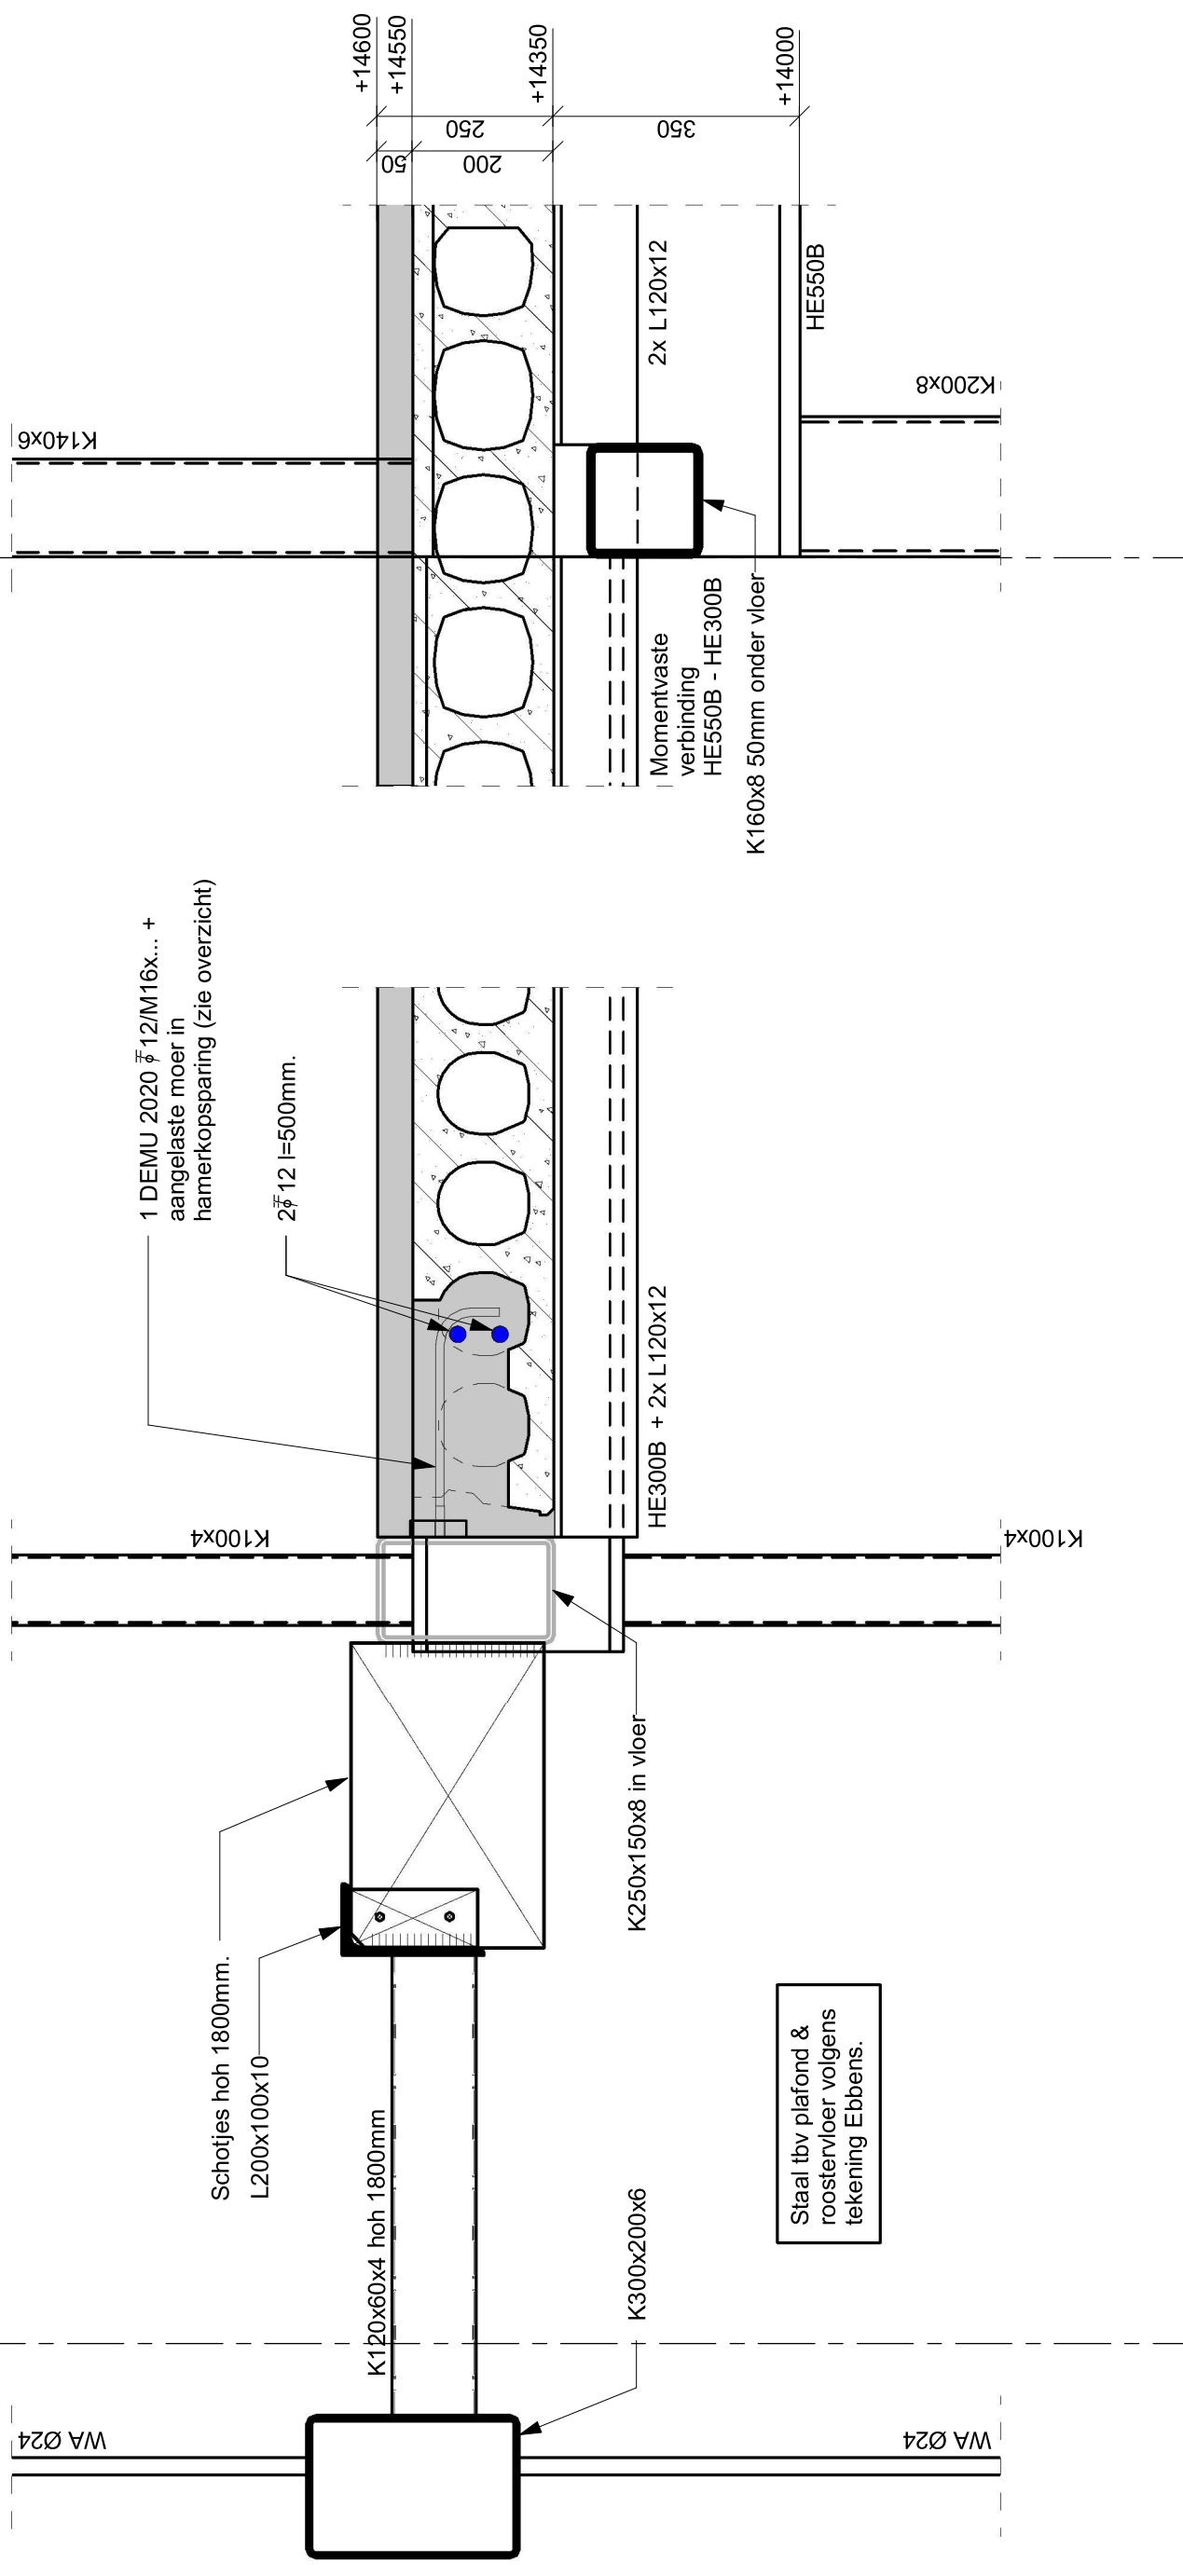 +14600
+14550
+14350
+14000
50
250
200
350
K140x6
2x L120x12
HE550B
K200x8
Momentvaste
verbinding
HE550B - HE300B
K160x8 50mm onder vloer
1 DEMU 2020 12/M16x... +
aangelaste moer in
hamerkopsparing (zie overzicht)
2 12 l=500mm.
HE300B + 2x L120x12
K100x4
K100x4
K250x150x8 in vloer
Schotjes hoh 1800mm.
L200x100x10
K120x60x4 hoh 1800mm
K300x200x6
Staal tbv plafond &
roostervloer volgens
tekening Ebbens.
WA Ø24
WA Ø24